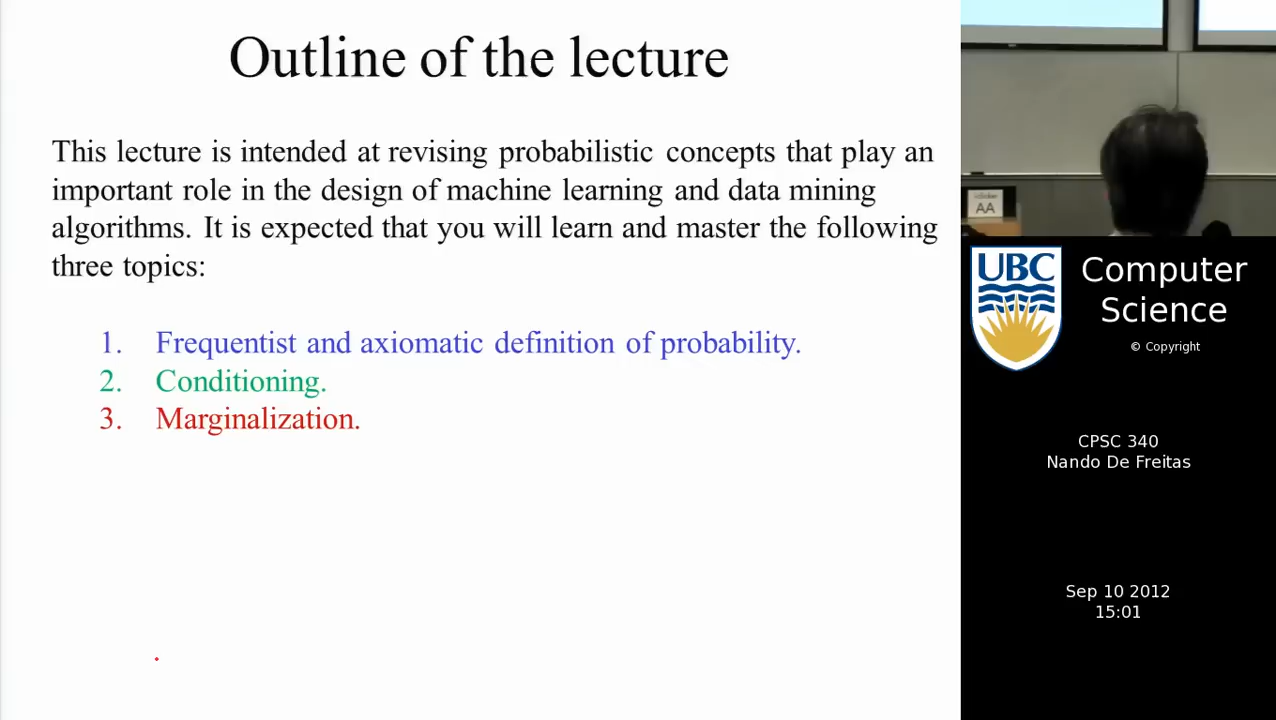 Outline of the lecture
This lecture is intended at revising probabilistic concepts that play an
important role in the design of machine learning and data mining
algorithms. It is expected that you will learn and master the following
three topics:
1. Frequentist and axiomatic definition of probability.
2. Conditioning.
3. Marginalization.
AA
UBC
Computer
Science
© Copyright
CPSC 340
Nando De Freitas
Sep 10 2012
15:01